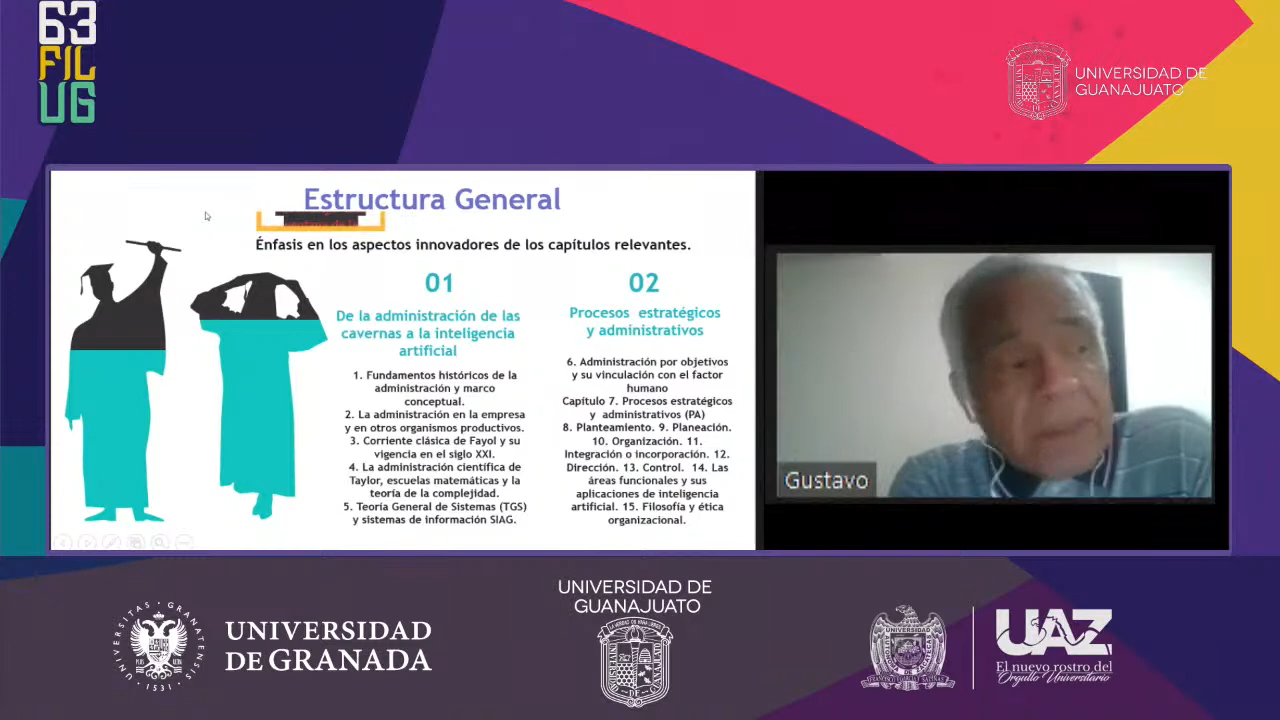 63
FIL
UG
UNIVERSIDAD DE
GUANAJUATO
Estructura General
Énfasis en los aspectos innovadores de los capítulos relevantes.
01
De la administración de las
cavernas a la inteligencia
artificial
1. Fundamentos históricos de la
administración y marco
conceptual.
2. La administración en la empresa
y en otros organismos productivos.
3. Corriente clásica de Fayol y su
vigencia en el siglo XXI.
4. La administración científica de
Taylor, escuelas matemáticas y la
teoría de la complejidad.
5. Teoría General de Sistemas (TGS)
y sistemas de información SIAG.
02
Procesos estratégicos
y administrativos
6. Administración por objetivos
y su vinculación con el factor
humano
Capítulo 7. Procesos estratégicos
y administrativos (PA)
8. Planteamiento. 9. Planeación.
10. Organización. 11.
Integración o incorporación. 12.
Dirección. 13. Control. 14. Las
áreas funcionales y sus
aplicaciones de inteligencia
artificial. 15. Filosofía y ética
organizacional.
Gustavo
UNIVERSITAS GRANATENSIS
1531
UNIVERSIDAD
DE GRANADA
UNIVERSIDAD DE
GUANAJUATO
UAZ
El nuevo rostro del
Orgullo Universitario